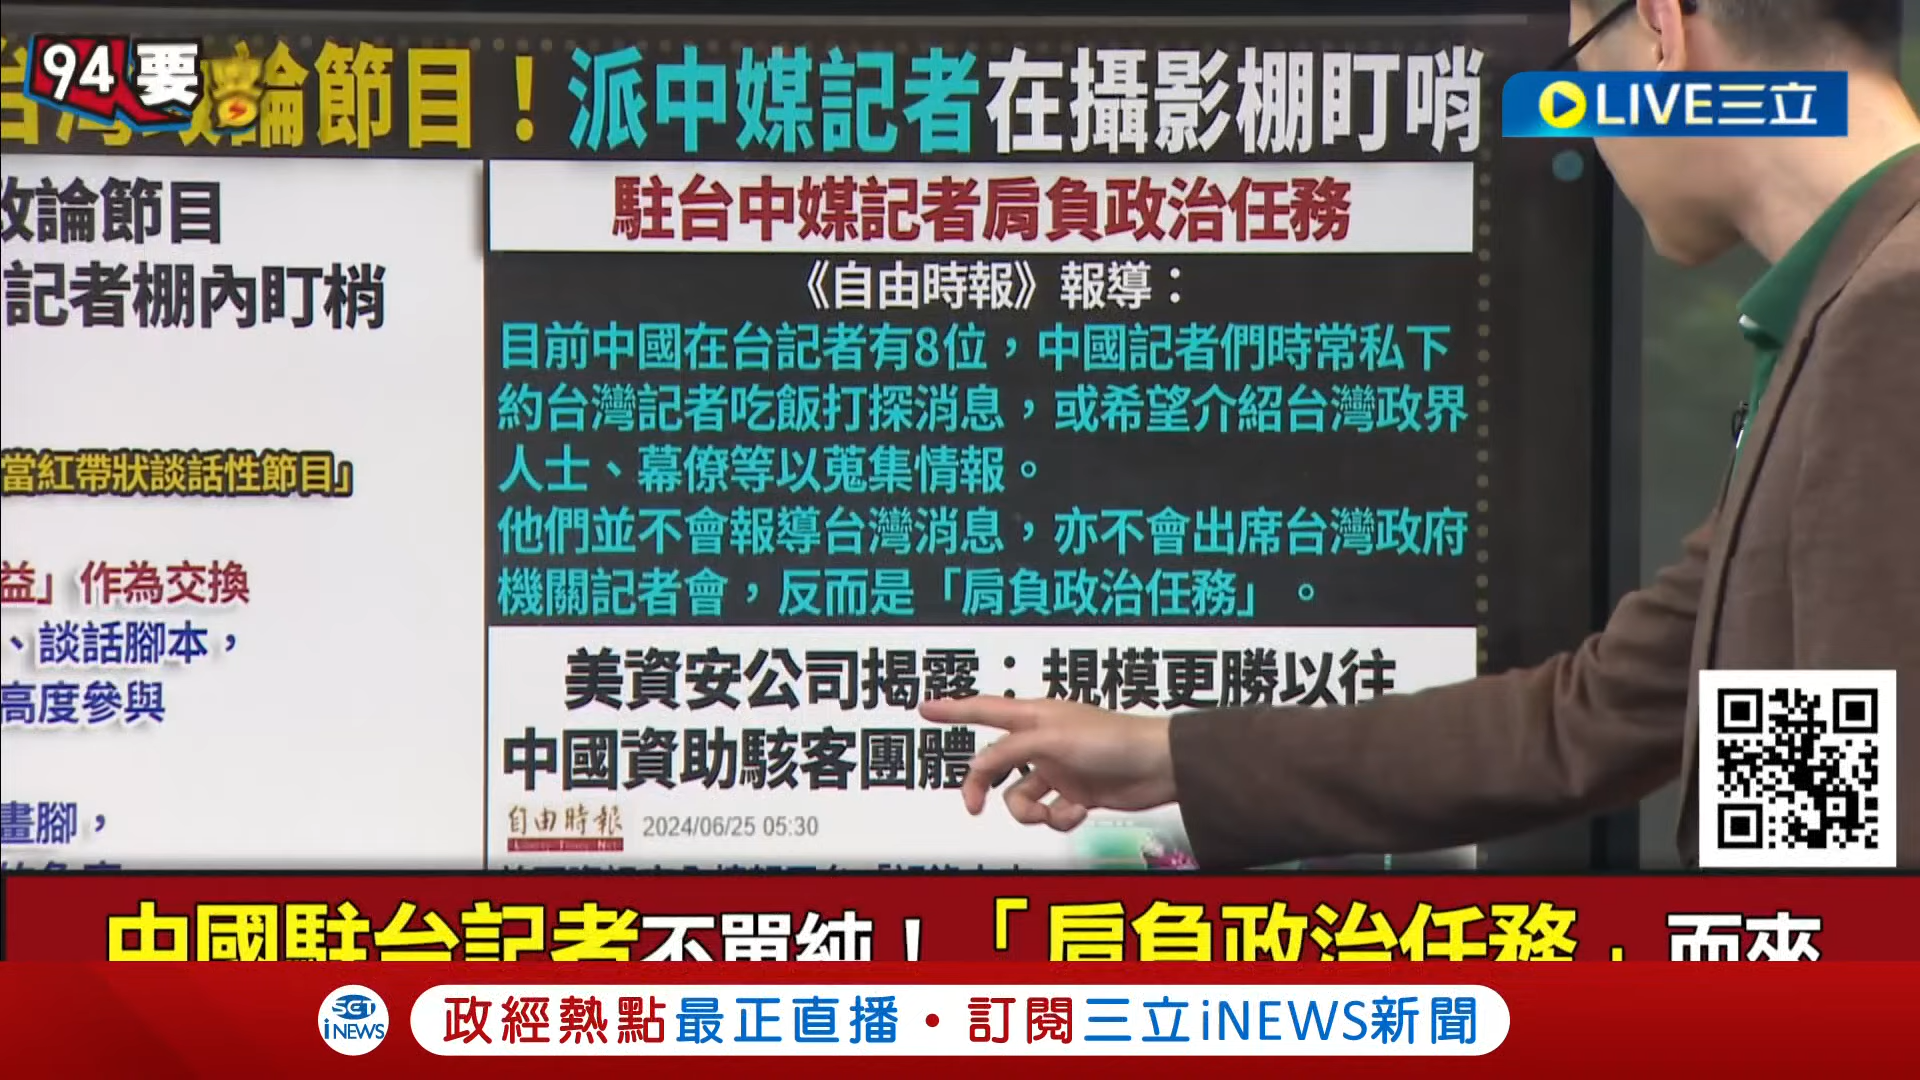 94要
論節目！派中媒記者在攝影棚盯哨
LIVE三立
政論節目
記者棚內盯梢
當紅帶狀談話性節目」
益」作為交換
、談話腳本，
高度參與
畫腳，
駐台中媒記者肩負政治任務
《自由時報》報導：
目前中國在台記者有8位，中國記者們時常私下
約台灣記者吃飯打探消息，或希望介紹台灣政界
人士、幕僚等以蒐集情報。
他們並不會報導台灣消息，亦不會出席台灣政府
機關記者會，反而是「肩負政治任務」。
美資安公司揭露：規模更勝以往
中國資助駭客團體
自由時報
Liberty Times Net
2024/06/25 05:30
中國駐台記者不單純！「肩負政治任務」而來
SET iNEWS
政經熱點最正直播・訂閱三立iNEWS新聞